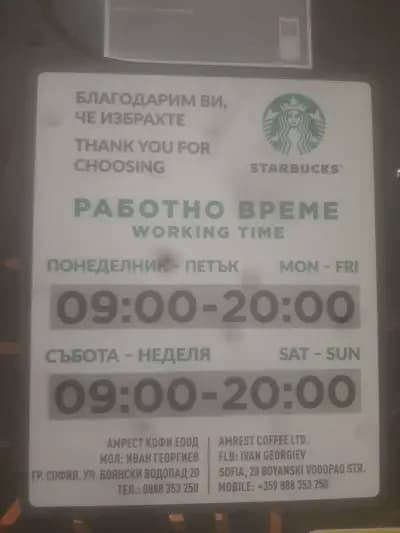 БЛАГОДАРИМ ВИ,
ЧЕ ИЗБРАХТЕ
THANK YOU FOR
CHOOSING
STARBUCKS
РАБОТНО ВРЕМЕ
WORKING TIME
ПОНЕДЕЛНИК - ПЕТЪК MON - FRI
09:00-20:00
СЪБОТА - НЕДЕЛЯ SAT - SUN
09:00-20:00
АМРЕСТ КОФИ ЕООД
МОЛ: ИВАН ГЕОРГИЕВ
ГР. СОФИЯ, УЛ. БОЯНСКИ ВОДОПАД 20
ТЕЛ.: 0888 353 250
AMREST COFFEE LTD.
FLB: IVAN GEORGIEV
SOFIA, 28 BOYANSKI VODOPAD STR.
MOBILE: +359 888 353 250